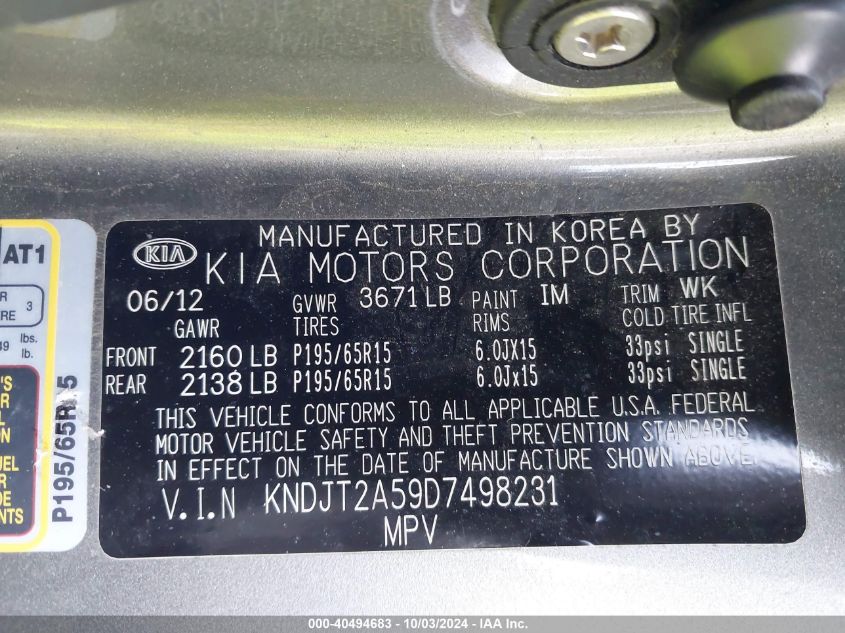 MANUFACTURED IN KOREA BY
KIA KIA MOTORS CORPORATION
06/12 GVWR 3671LB PAINT IM TRIM WK
GAWR TIRES RIMS COLD TIRE INFL
FRONT 2160 LB P195/65R15 6.0JX15 33psi SINGLE
REAR 2138 LB P195/65R15 6.0Jx15 33psi SINGLE
THIS VEHICLE CONFORMS TO ALL APPLICABLE U.S.A. FEDERAL
MOTOR VEHICLE SAFETY AND THEFT PREVENTION STANDARDS
IN EFFECT ON THE DATE OF MANUFACTURE SHOWN ABOVE.
V.I.N KNDJT2A59D7498231
MPV
AT1
3
lbs.
lb.
P195/65R15
000-40494683 - 10/03/2024 - IAA Inc.